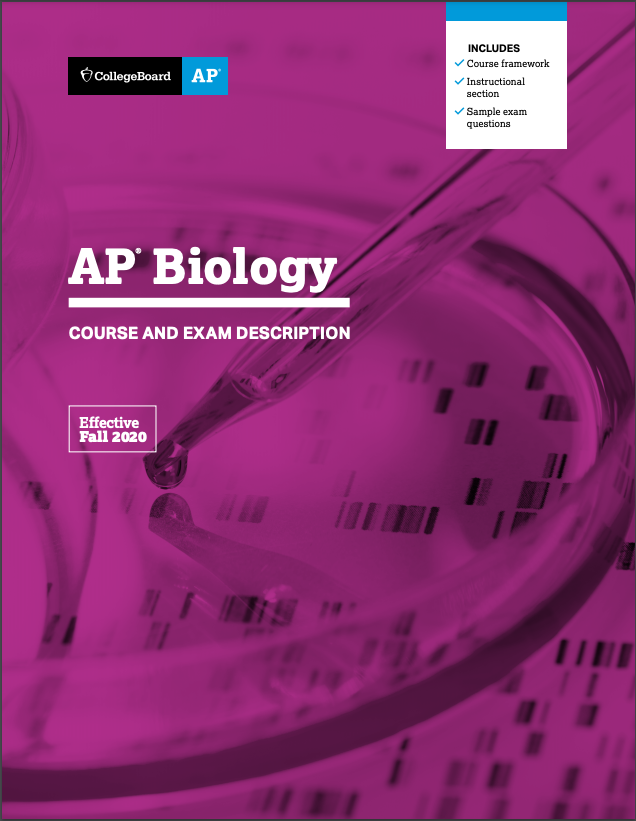 CollegeBoard
AP®
INCLUDES
Course framework
Instructional
section
Sample exam
questions
AP® Biology
COURSE AND EXAM DESCRIPTION
Effective
Fall 2020